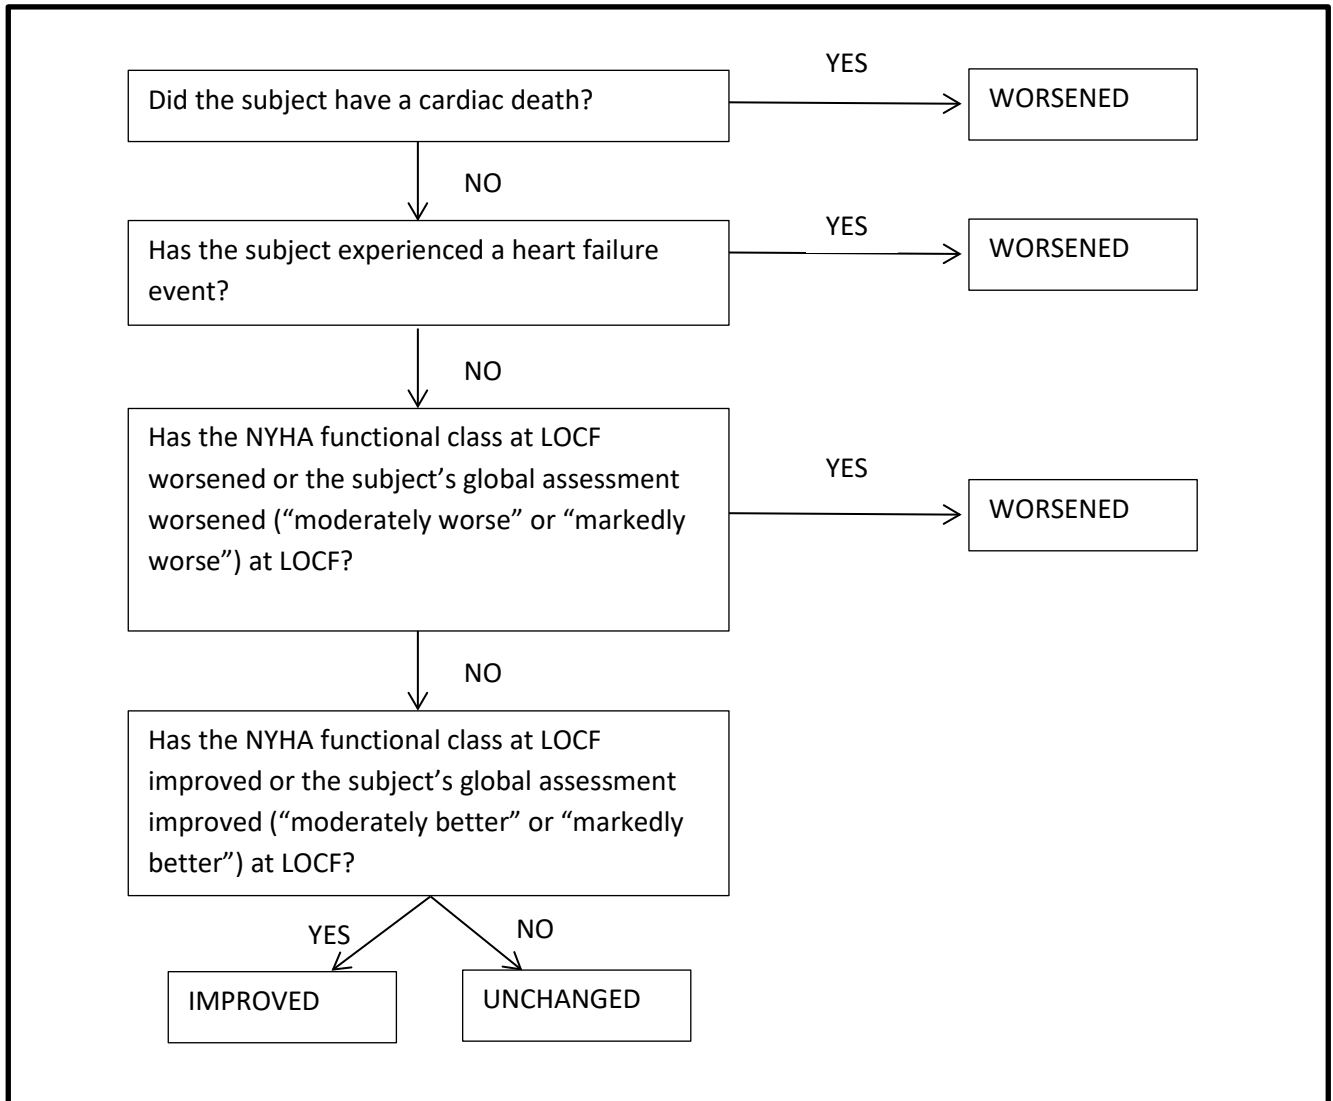 YES
Did the subject have a cardiac death?
WORSENED
NO
YES
Has the subject experienced a heart failure
event?
WORSENED
NO
Has the NYHA functional class at LOCF
worsened or the subject’s global assessment
worsened (“moderately worse” or “markedly
worse”) at LOCF?
YES
WORSENED
NO
Has the NYHA functional class at LOCF
improved or the subject’s global assessment
improved (“moderately better” or “markedly
better”) at LOCF?
YES
NO
IMPROVED
UNCHANGED